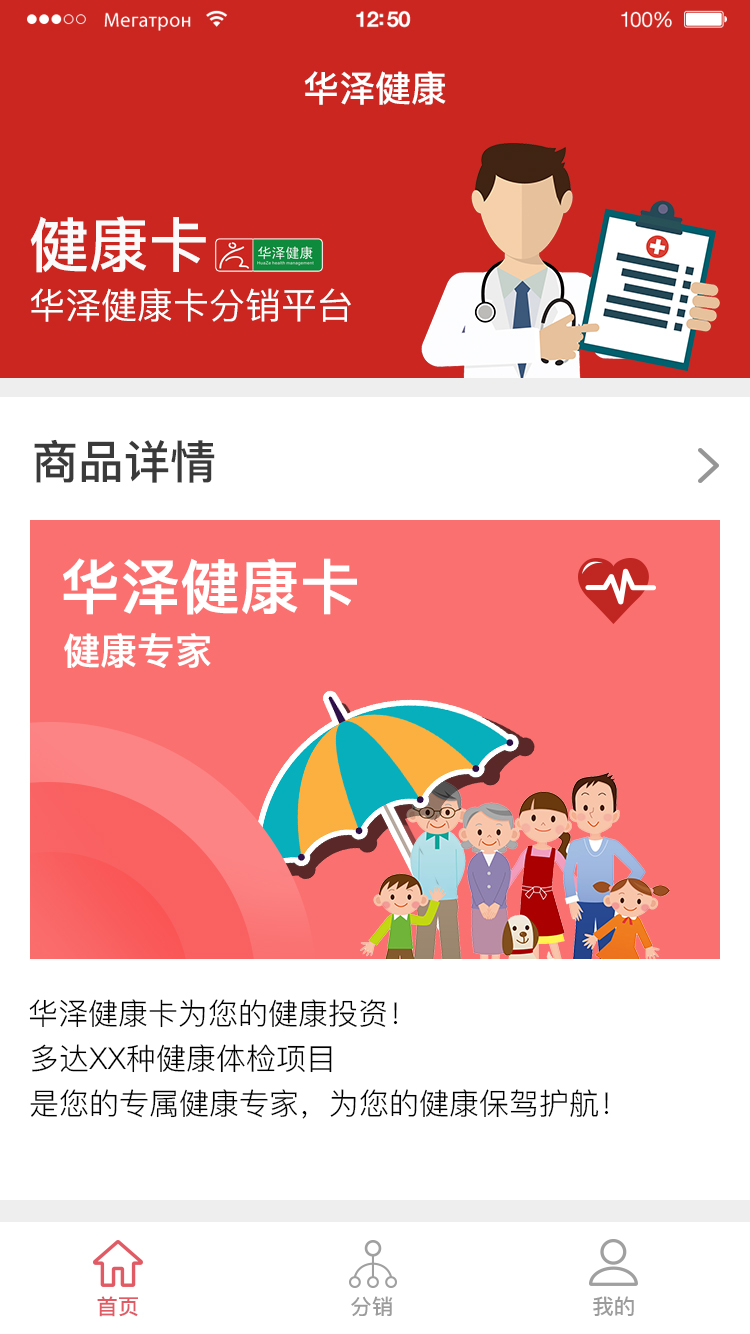 Мегатрон
12:50
100%
华泽健康
健康卡
华泽健康
HuaZe health management
华泽健康卡分销平台
商品详情
华泽健康卡
健康专家
华泽健康卡为您的健康投资！
多达XX种健康体检项目
是您的专属健康专家，为您的健康保驾护航！
首页
分销
我的